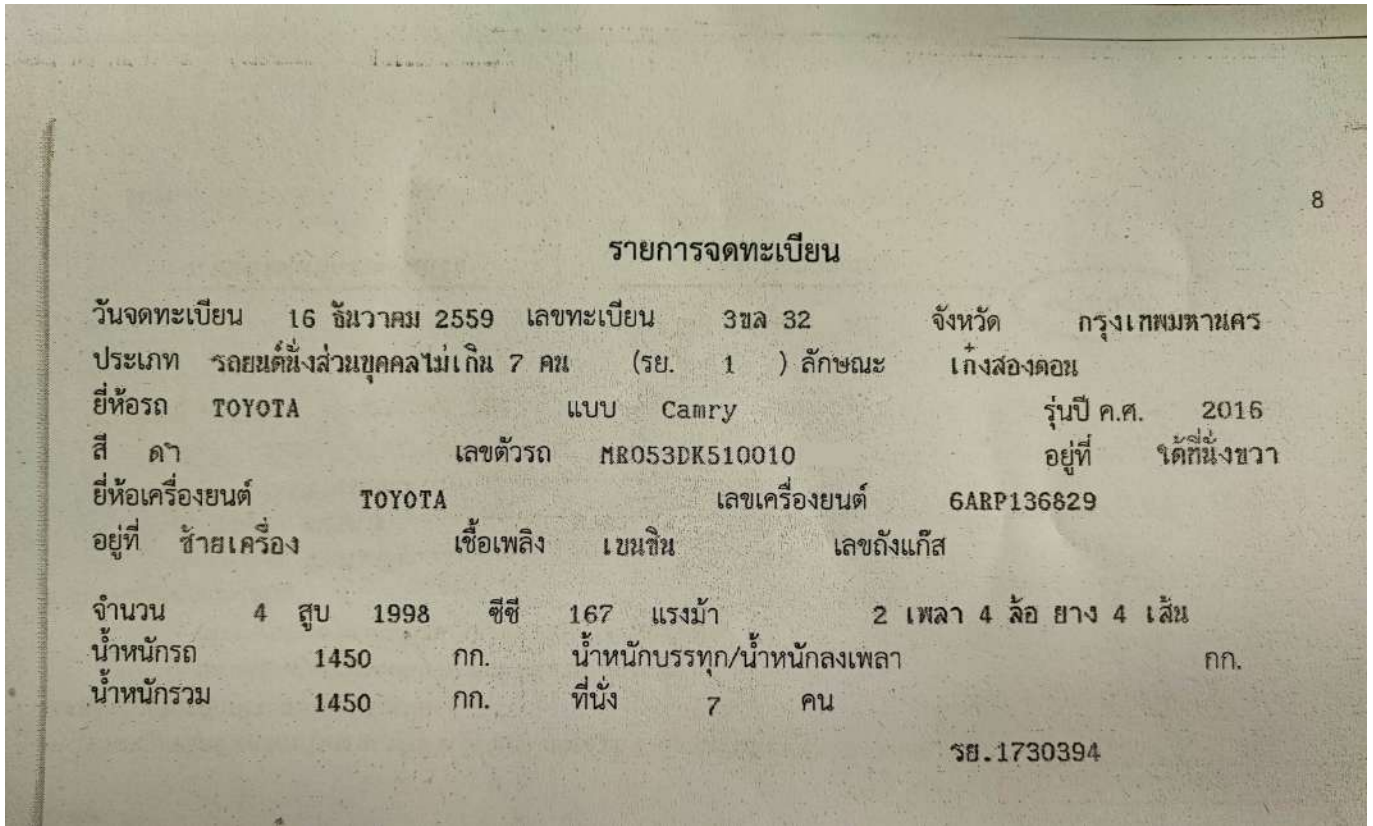 8
รายการจดทะเบียน
วันจดทะเบียน 16 ธันวาคม 2559 เลขทะเบียน 3ขล 32 จังหวัด กรุงเทพมหานคร
ประเภท รถยนต์นั่งส่วนบุคคลไม่เกิน 7 คน (รย. 1 ) ลักษณะ เก๋งสองตอน
ยี่ห้อรถ TOYOTA แบบ Camry รุ่นปี ค.ศ. 2016
สี ดำ เลขตัวรถ MR053DK510010 อยู่ที่ ใต้ที่นั่งขวา
ยี่ห้อเครื่องยนต์ TOYOTA เลขเครื่องยนต์ 6ARP136829
อยู่ที่ ซ้ายเครื่อง เชื้อเพลิง เบนซิน เลขถังแก๊ส
จำนวน 4 สูบ 1998 ซีซี 167 แรงม้า 2 เพลา 4 ล้อ ยาง 4 เส้น
น้ำหนักรถ 1450 กก. น้ำหนักบรรทุก/น้ำหนักลงเพลา กก.
น้ำหนักรวม 1450 กก. ที่นั่ง 7 คน
รย.1730394